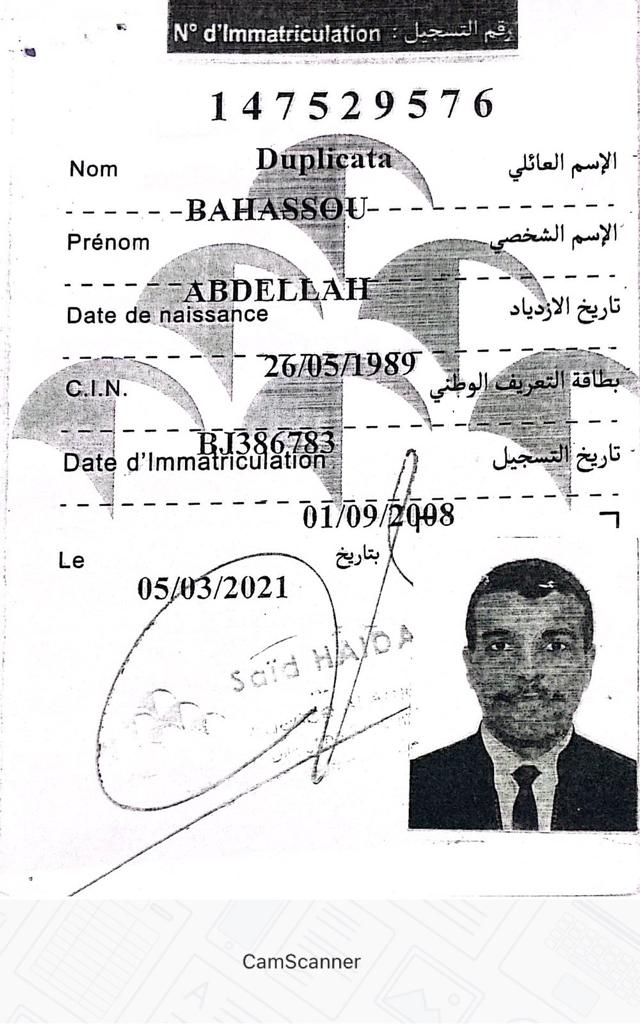 N° d'Immatriculation : رقم التسجيل
147529576
Duplicata
Nom الإسم العائلي
BAHASSOU
Prénom الإسم الشخصي
ABDELLAH
Date de naissance تاريخ الازدياد
26/05/1989
C.I.N. بطاقة التعريف الوطني
BJ386783
Date d'Immatriculation تاريخ التسجيل
01/09/2008
Le بتاريخ
05/03/2021
Saïd
CamScanner